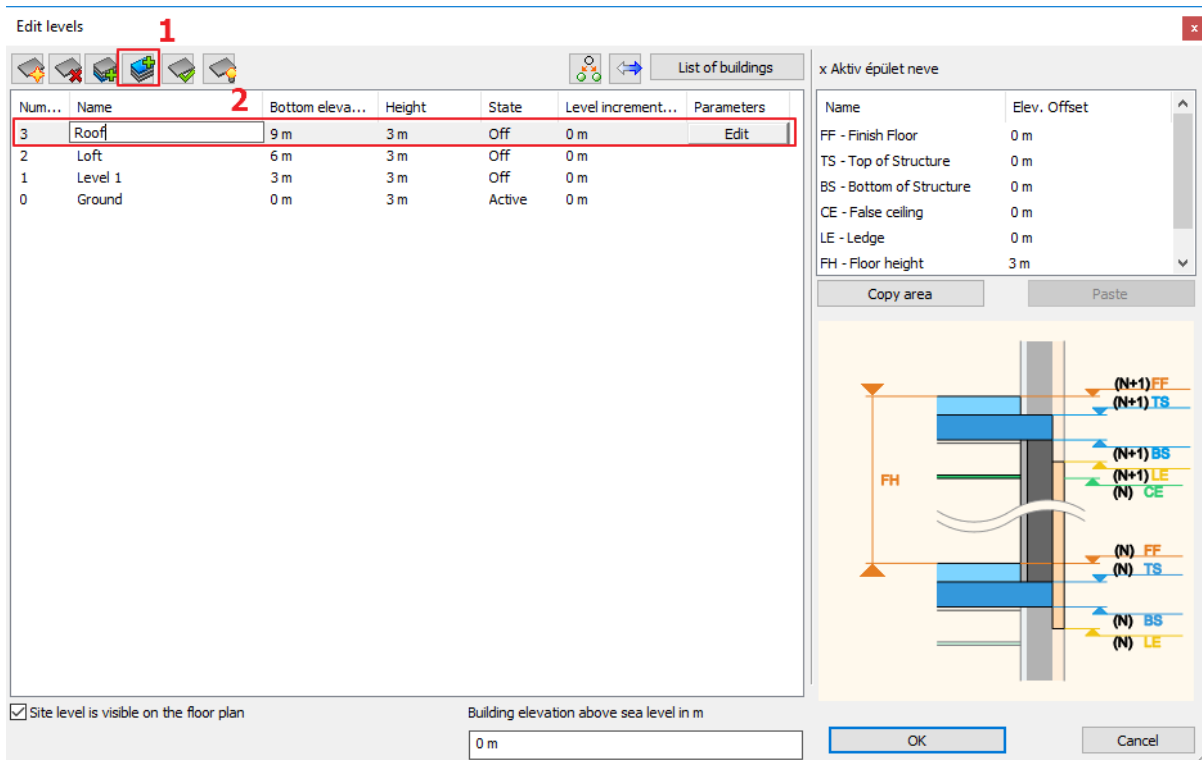 Edit levels
1
List of buildings
x Aktiv épület neve
2
Num... Name Bottom eleva... Height State Level increment... Parameters
3 Roof 9 m 3 m Off 0 m Edit
2 Loft 6 m 3 m Off 0 m
1 Level 1 3 m 3 m Off 0 m
0 Ground 0 m 3 m Active 0 m
Name Elev. Offset
FF - Finish Floor 0 m
TS - Top of Structure 0 m
BS - Bottom of Structure 0 m
CE - False ceiling 0 m
LE - Ledge 0 m
FH - Floor height 3 m
Copy area Paste
(N+1) FF
(N+1) TS
(N+1) BS
(N+1) LE
(N) CE
FH
(N) FF
(N) TS
(N) BS
(N) LE
Site level is visible on the floor plan
Building elevation above sea level in m
0 m
OK Cancel